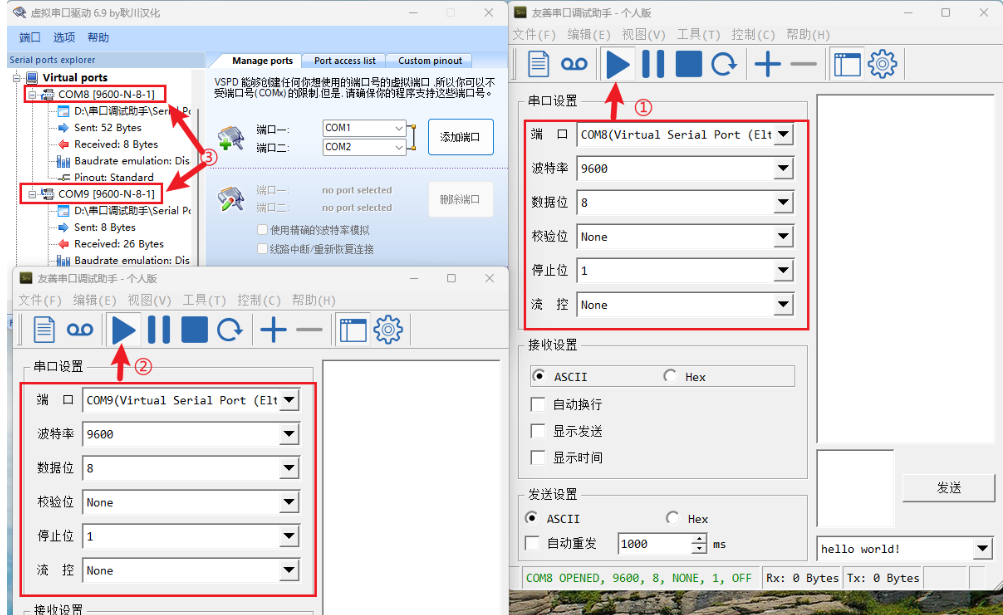 虚拟串口驱动 6.9 by耿川汉化
端口 选项 帮助
Serial ports explorer
Virtual ports
COM8 [9600-N-8-1]
D:\串口调试助手\Serial Pc
Sent: 52 Bytes
Received: 8 Bytes
Baudrate emulation: Dis
Pinout: Standard
COM9 [9600-N-8-1]
D:\串口调试助手\Serial Pc
Sent: 8 Bytes
Received: 26 Bytes
Baudrate emulation: Dis
③
Manage ports Port access list Custom pinout
VSPD 能够创建任何你想使用的端口号的虚拟端口,所以你可以不
受端口号(COMx)的限制,但是,请确保你的程序支持这些端口号。
端口一: COM1
端口二: COM2
添加端口
端口一: no port selected
端口二: no port selected
删除端口
使用精确的波特率模拟
线路中断/重新恢复连接
友善串口调试助手 - 个人版
文件(F) 编辑(E) 视图(V) 工具(T) 控制(C) 帮助(H)
①
串口设置
端 口 COM8(Virtual Serial Port (Elt
波特率 9600
数据位 8
校验位 None
停止位 1
流 控 None
接收设置
ASCII Hex
自动换行
显示发送
显示时间
发送设置
ASCII Hex
自动重发 1000 ms
发送
hello world!
COM8 OPENED, 9600, 8, NONE, 1, OFF Rx: 0 Bytes Tx: 0 Bytes
友善串口调试助手 - 个人版
文件(F) 编辑(E) 视图(V) 工具(T) 控制(C) 帮助(H)
②
串口设置
端 口 COM9(Virtual Serial Port (Elt
波特率 9600
数据位 8
校验位 None
停止位 1
流 控 None
接收设置